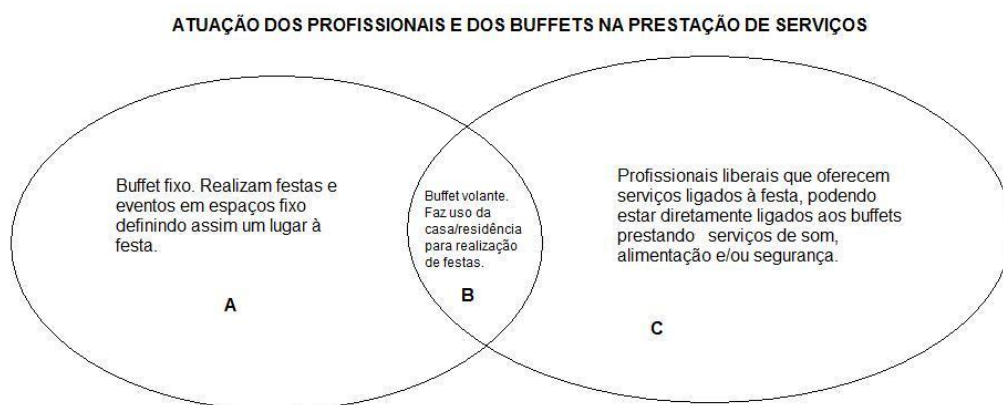 ATUAÇÃO DOS PROFISSIONAIS E DOS BUFFETS NA PRESTAÇÃO DE SERVIÇOS
Buffet fixo. Realizam festas e
eventos em espaços fixo
definindo assim um lugar à
festa.
A
Buffet volante.
Faz uso da
casa/residência
para realização
de festas.
B
Profissionais liberais que oferecem
serviços ligados à festa, podendo
estar diretamente ligados aos buffets
prestando serviços de som,
alimentação e/ou segurança.
C